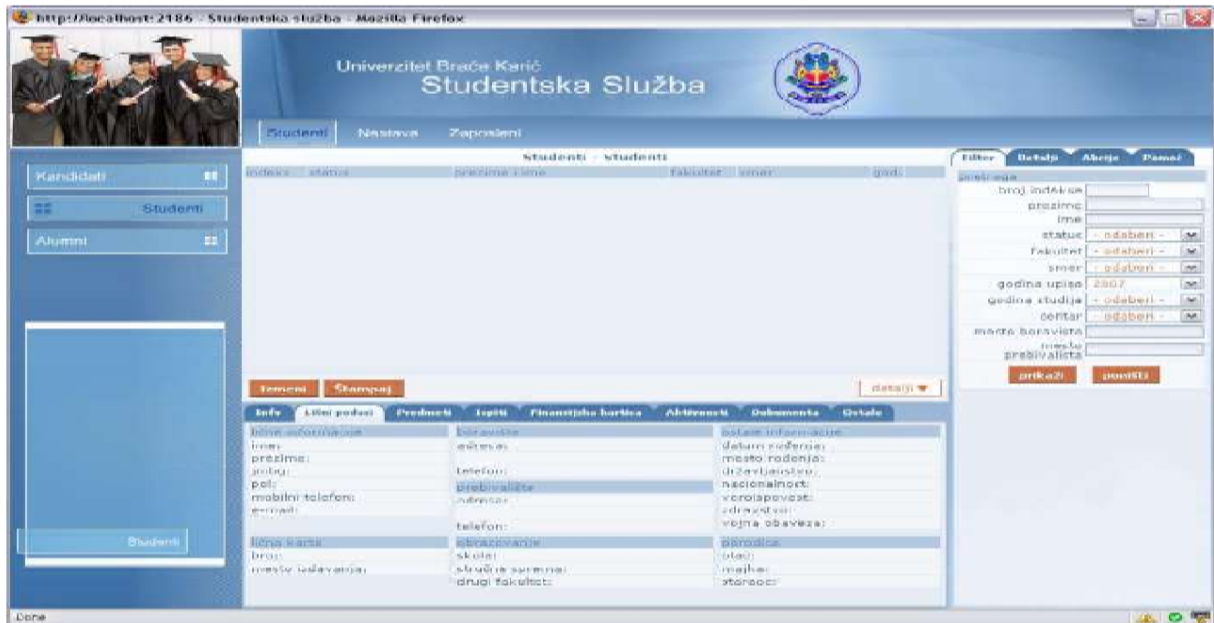 http://localhost:2186 - Studentska služba - Mozilla Firefox
Univerzitet Braće Karić
Studentska Služba
Studenti Nastava Zaposleni
Kandidati
Studenti
Alumni
Studenti
Studenti - studenti
indeks status prezime i ime fakultet smer god.
Izmeni Štampaj detalji
Info Lični podaci Predmeti Ispiti Finansijska kartica Aktivnosti Dokumenta Ostalo
lične informacije
ime:
prezime:
pol:
mobilni telefon:
e-mail:
lična karta
broj:
mesto izdavanja:
boravište
adresa:
telefon:
prebivalište
adresa:
telefon:
obrazovanje
škola:
stručna sprema:
drugi fakultet:
ostale informacije
datum rođenja:
mesto rođenja:
državljanstvo:
nacionalnost:
veroispovest:
zdravstvo:
vojna obaveza:
porodica
otac:
majka:
staraoc:
Filter Detalji Akcije Pomoć
pretraga
broj indeksa
prezime
ime
status - odaberi -
fakultet - odaberi -
smer - odaberi -
godina upisa 2007
godina studija - odaberi -
centar - odaberi -
mesto boravišta
mesto
prebivališta
prikaži poništi
Done